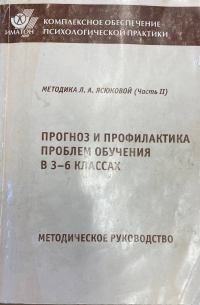 ИМАТОН
КОМПЛЕКСНОЕ ОБЕСПЕЧЕНИЕ
ПСИХОЛОГИЧЕСКОЙ ПРАКТИКИ
МЕТОДИКА Л. А. ЯСЮКОВОЙ (Часть II)
ПРОГНОЗ И ПРОФИЛАКТИКА
ПРОБЛЕМ ОБУЧЕНИЯ
В 3–6 КЛАССАХ
МЕТОДИЧЕСКОЕ РУКОВОДСТВО